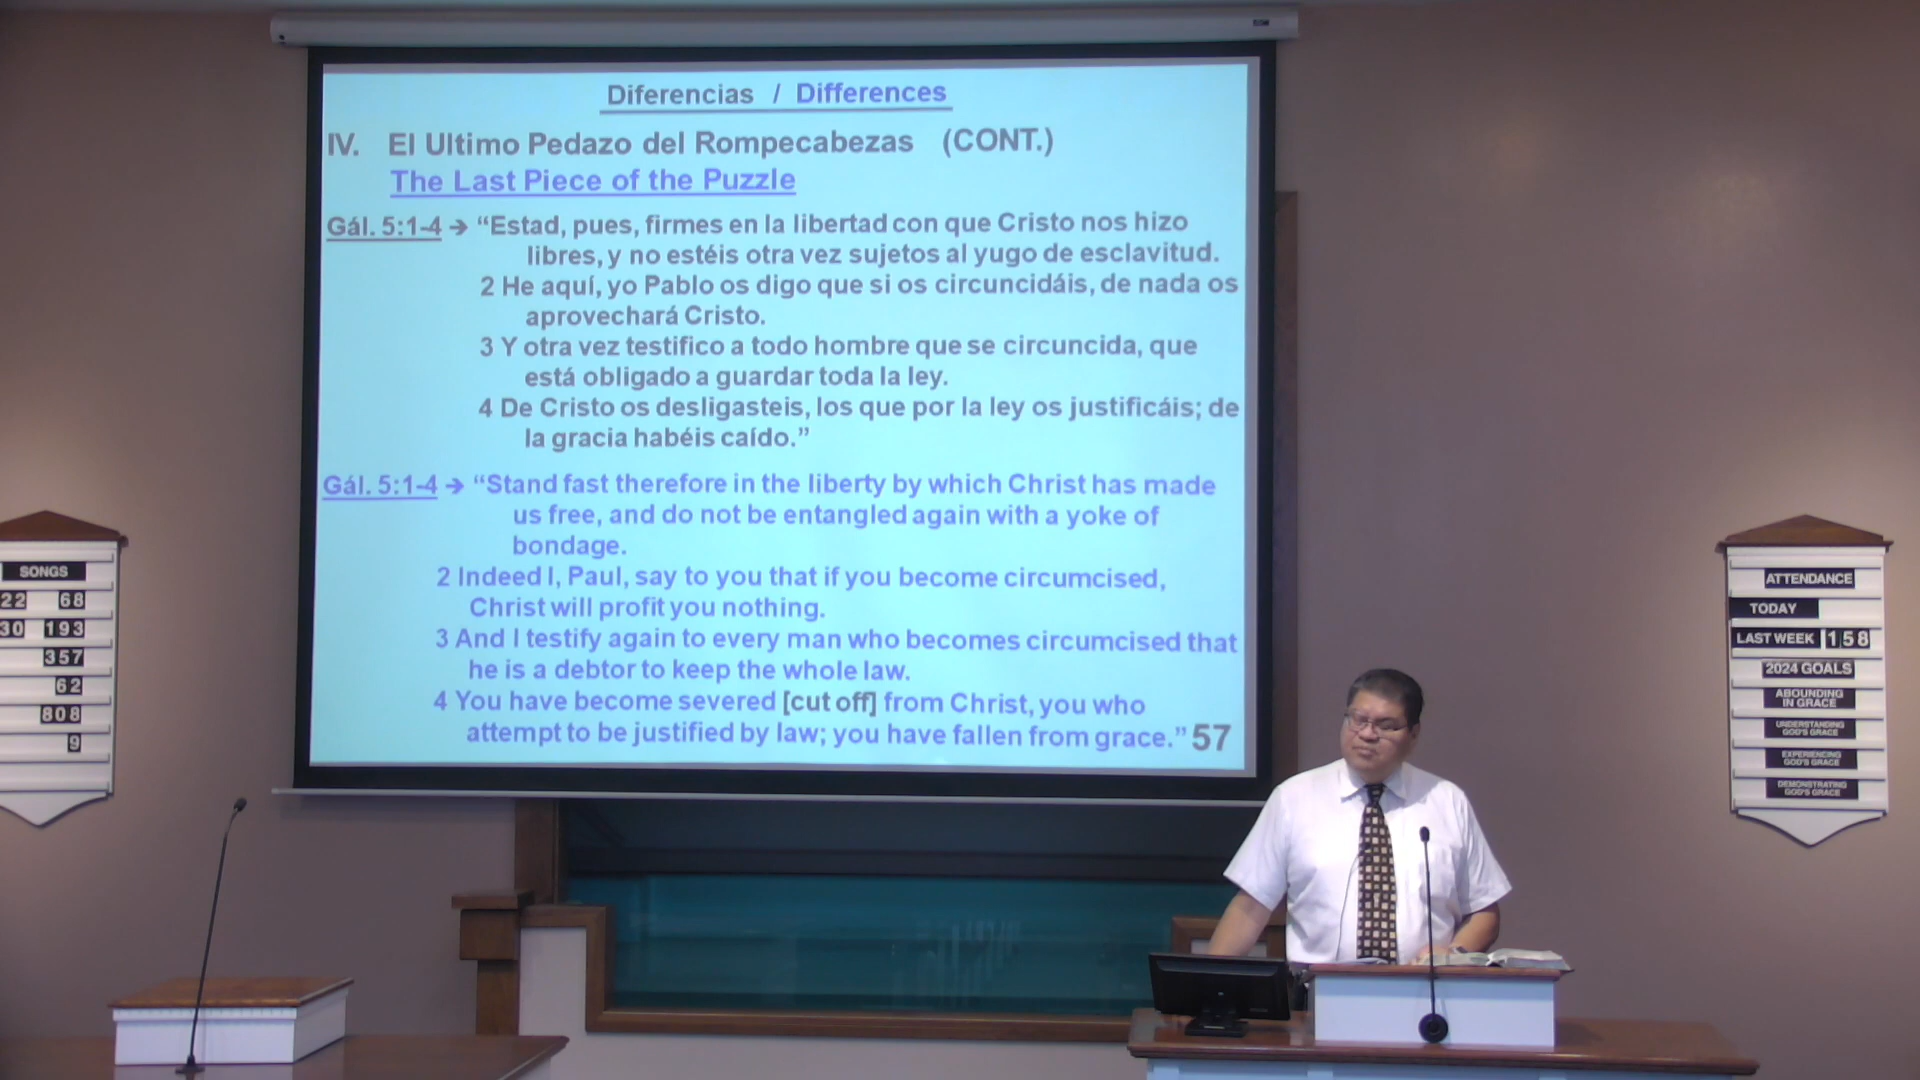 Diferencias / Differences
IV. El Ultimo Pedazo del Rompecabezas (CONT.)
The Last Piece of the Puzzle
Gál. 5:1-4 → “Estad, pues, firmes en la libertad con que Cristo nos hizo
libres, y no estéis otra vez sujetos al yugo de esclavitud.
2 He aquí, yo Pablo os digo que si os circuncidáis, de nada os
aprovechará Cristo.
3 Y otra vez testifico a todo hombre que se circuncida, que
está obligado a guardar toda la ley.
4 De Cristo os desligasteis, los que por la ley os justificáis; de
la gracia habéis caído.”
Gál. 5:1-4 → “Stand fast therefore in the liberty by which Christ has made
us free, and do not be entangled again with a yoke of
bondage.
2 Indeed I, Paul, say to you that if you become circumcised,
Christ will profit you nothing.
3 And I testify again to every man who becomes circumcised that
he is a debtor to keep the whole law.
4 You have become severed [cut off] from Christ, you who
attempt to be justified by law; you have fallen from grace.” 57
SONGS
22 68
30 193
357
62
808
9
ATTENDANCE
TODAY
LAST WEEK 158
2024 GOALS
ABOUNDING
IN GRACE
UNDERSTANDING
GOD'S GRACE
EXPERIENCING
GOD'S GRACE
DEMONSTRATING
GOD'S GRACE